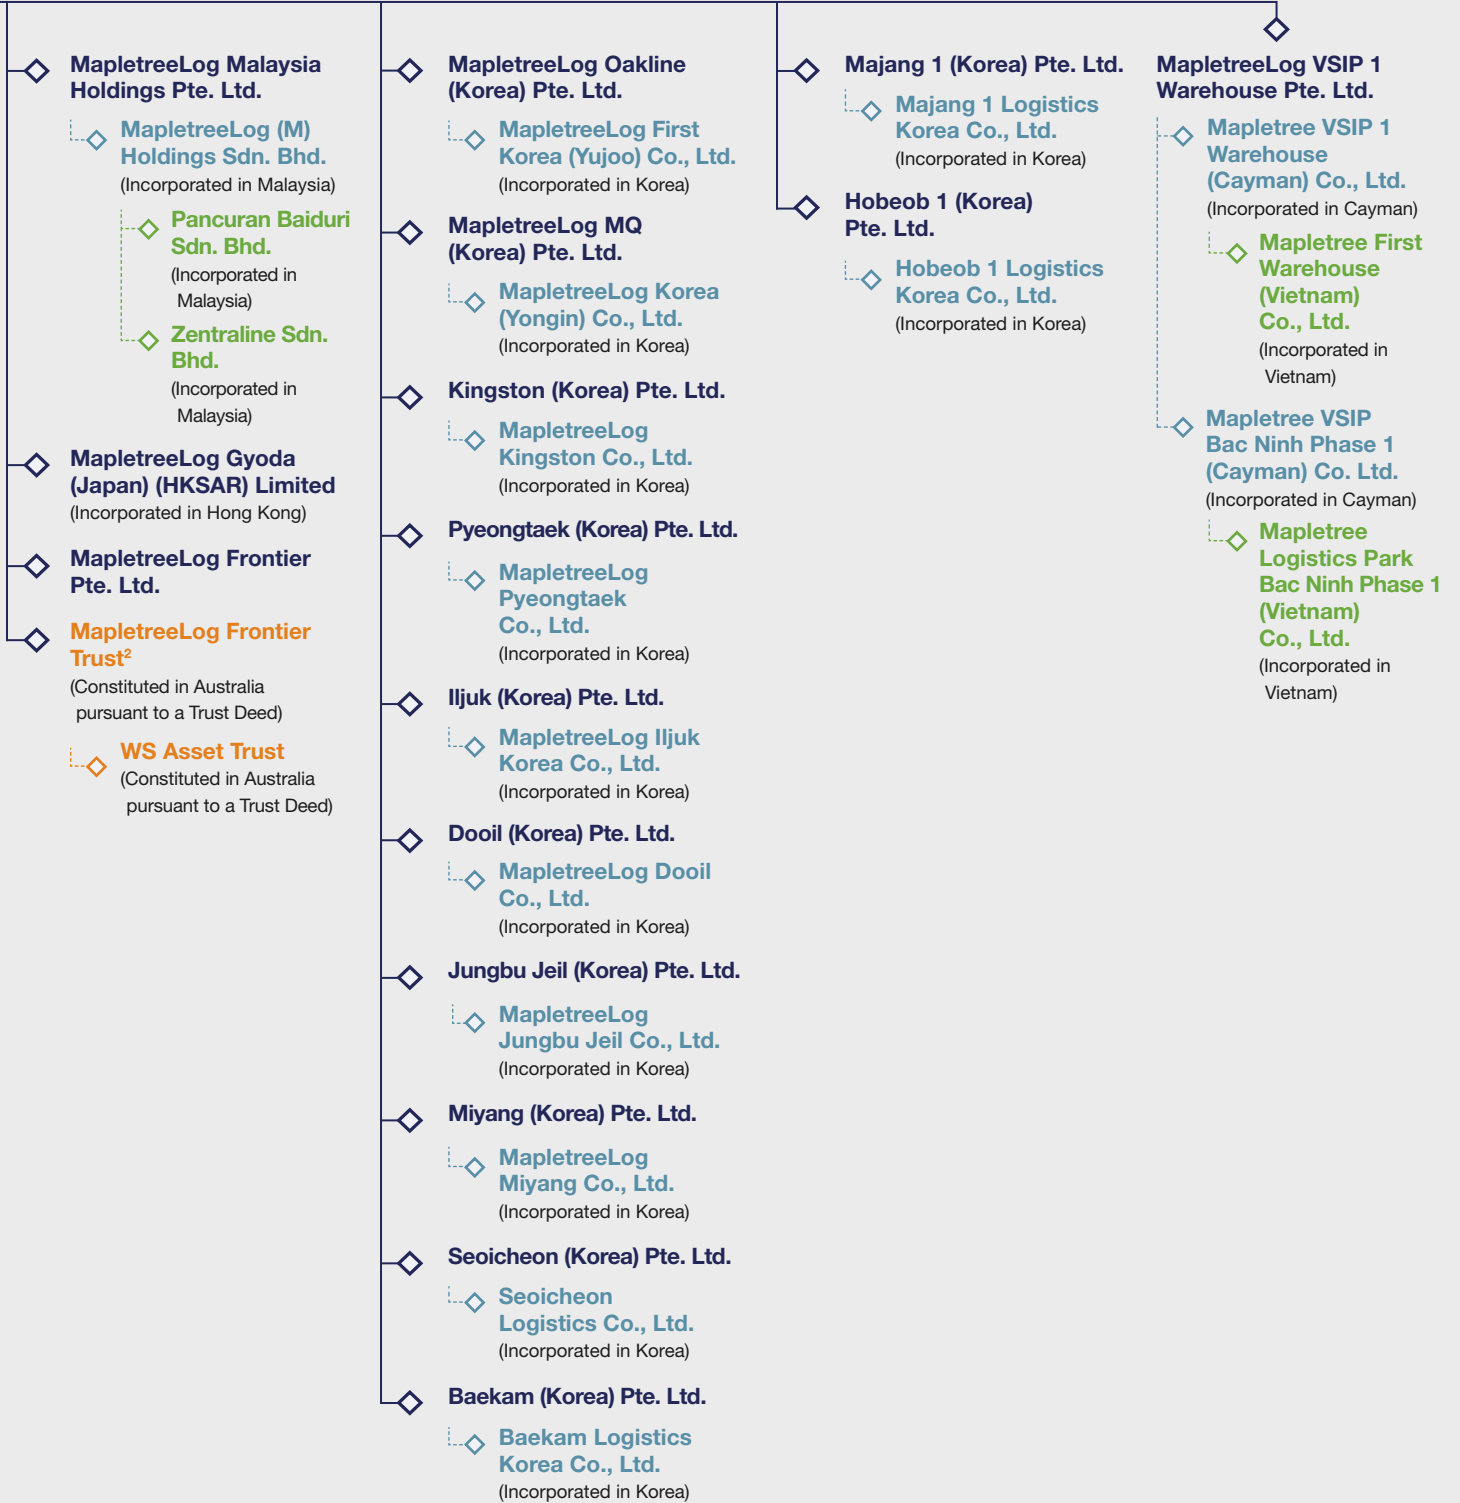 MapletreeLog Malaysia
Holdings Pte. Ltd.
MapletreeLog (M)
Holdings Sdn. Bhd.
(Incorporated in Malaysia)
Pancuran Baiduri
Sdn. Bhd.
(Incorporated in
Malaysia)
Zentraline Sdn.
Bhd.
(Incorporated in
Malaysia)
MapletreeLog Gyoda
(Japan) (HKSAR) Limited
(Incorporated in Hong Kong)
MapletreeLog Frontier
Pte. Ltd.
MapletreeLog Frontier
Trust²
(Constituted in Australia
pursuant to a Trust Deed)
WS Asset Trust
(Constituted in Australia
pursuant to a Trust Deed)
MapletreeLog Oakline
(Korea) Pte. Ltd.
MapletreeLog First
Korea (Yujoo) Co., Ltd.
(Incorporated in Korea)
MapletreeLog MQ
(Korea) Pte. Ltd.
MapletreeLog Korea
(Yongin) Co., Ltd.
(Incorporated in Korea)
Kingston (Korea) Pte. Ltd.
MapletreeLog
Kingston Co., Ltd.
(Incorporated in Korea)
Pyeongtaek (Korea) Pte. Ltd.
MapletreeLog
Pyeongtaek
Co., Ltd.
(Incorporated in Korea)
Iljuk (Korea) Pte. Ltd.
MapletreeLog Iljuk
Korea Co., Ltd.
(Incorporated in Korea)
Dooil (Korea) Pte. Ltd.
MapletreeLog Dooil
Co., Ltd.
(Incorporated in Korea)
Jungbu Jeil (Korea) Pte. Ltd.
MapletreeLog
Jungbu Jeil Co., Ltd.
(Incorporated in Korea)
Miyang (Korea) Pte. Ltd.
MapletreeLog
Miyang Co., Ltd.
(Incorporated in Korea)
Seoicheon (Korea) Pte. Ltd.
Seoicheon
Logistics Co., Ltd.
(Incorporated in Korea)
Baekam (Korea) Pte. Ltd.
Baekam Logistics
Korea Co., Ltd.
(Incorporated in Korea)
Majang 1 (Korea) Pte. Ltd.
Majang 1 Logistics
Korea Co., Ltd.
(Incorporated in Korea)
Hobeob 1 (Korea)
Pte. Ltd.
Hobeob 1 Logistics
Korea Co., Ltd.
(Incorporated in Korea)
MapletreeLog VSIP 1
Warehouse Pte. Ltd.
Mapletree VSIP 1
Warehouse
(Cayman) Co., Ltd.
(Incorporated in Cayman)
Mapletree First
Warehouse
(Vietnam)
Co., Ltd.
(Incorporated in
Vietnam)
Mapletree VSIP
Bac Ninh Phase 1
(Cayman) Co. Ltd.
(Incorporated in Cayman)
Mapletree
Logistics Park
Bac Ninh Phase 1
(Vietnam)
Co., Ltd.
(Incorporated in
Vietnam)